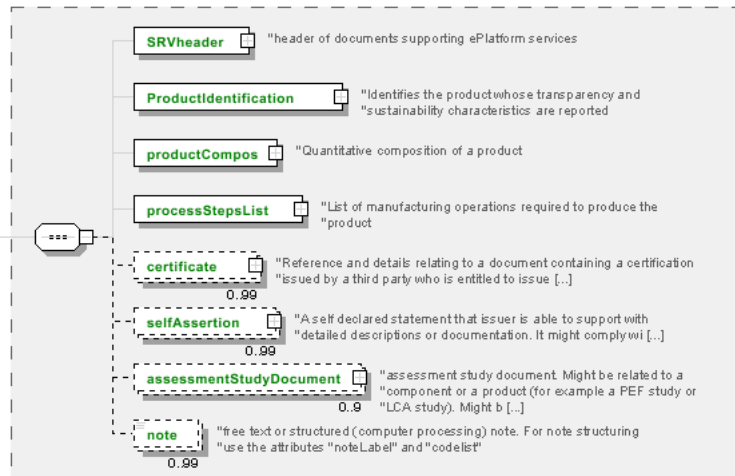 SRVheader
"header of documents supporting ePlatform services
ProductIdentification
"Identifies the product whose transparency and
"sustainability characteristics are reported
productCompos
"Quantitative composition of a product
processStepsList
"List of manufacturing operations required to produce the
"product
certificate
"Reference and details relating to a document containing a certification
"issued by a third party who is entitled to issue [...]
0..99
selfAssertion
"A self declared statement that issuer is able to support with
"detailed descriptions or documentation. It might comply wi [...]
0..99
assessmentStudyDocument
"assessment study document. Might be related to a
"component or a product (for example a PEF study or
"LCA study). Might b [...]
0..9
note
"free text or structured (computer processing) note. For note structuring
"use the attributes "noteLabel" and "codelist"
0..99